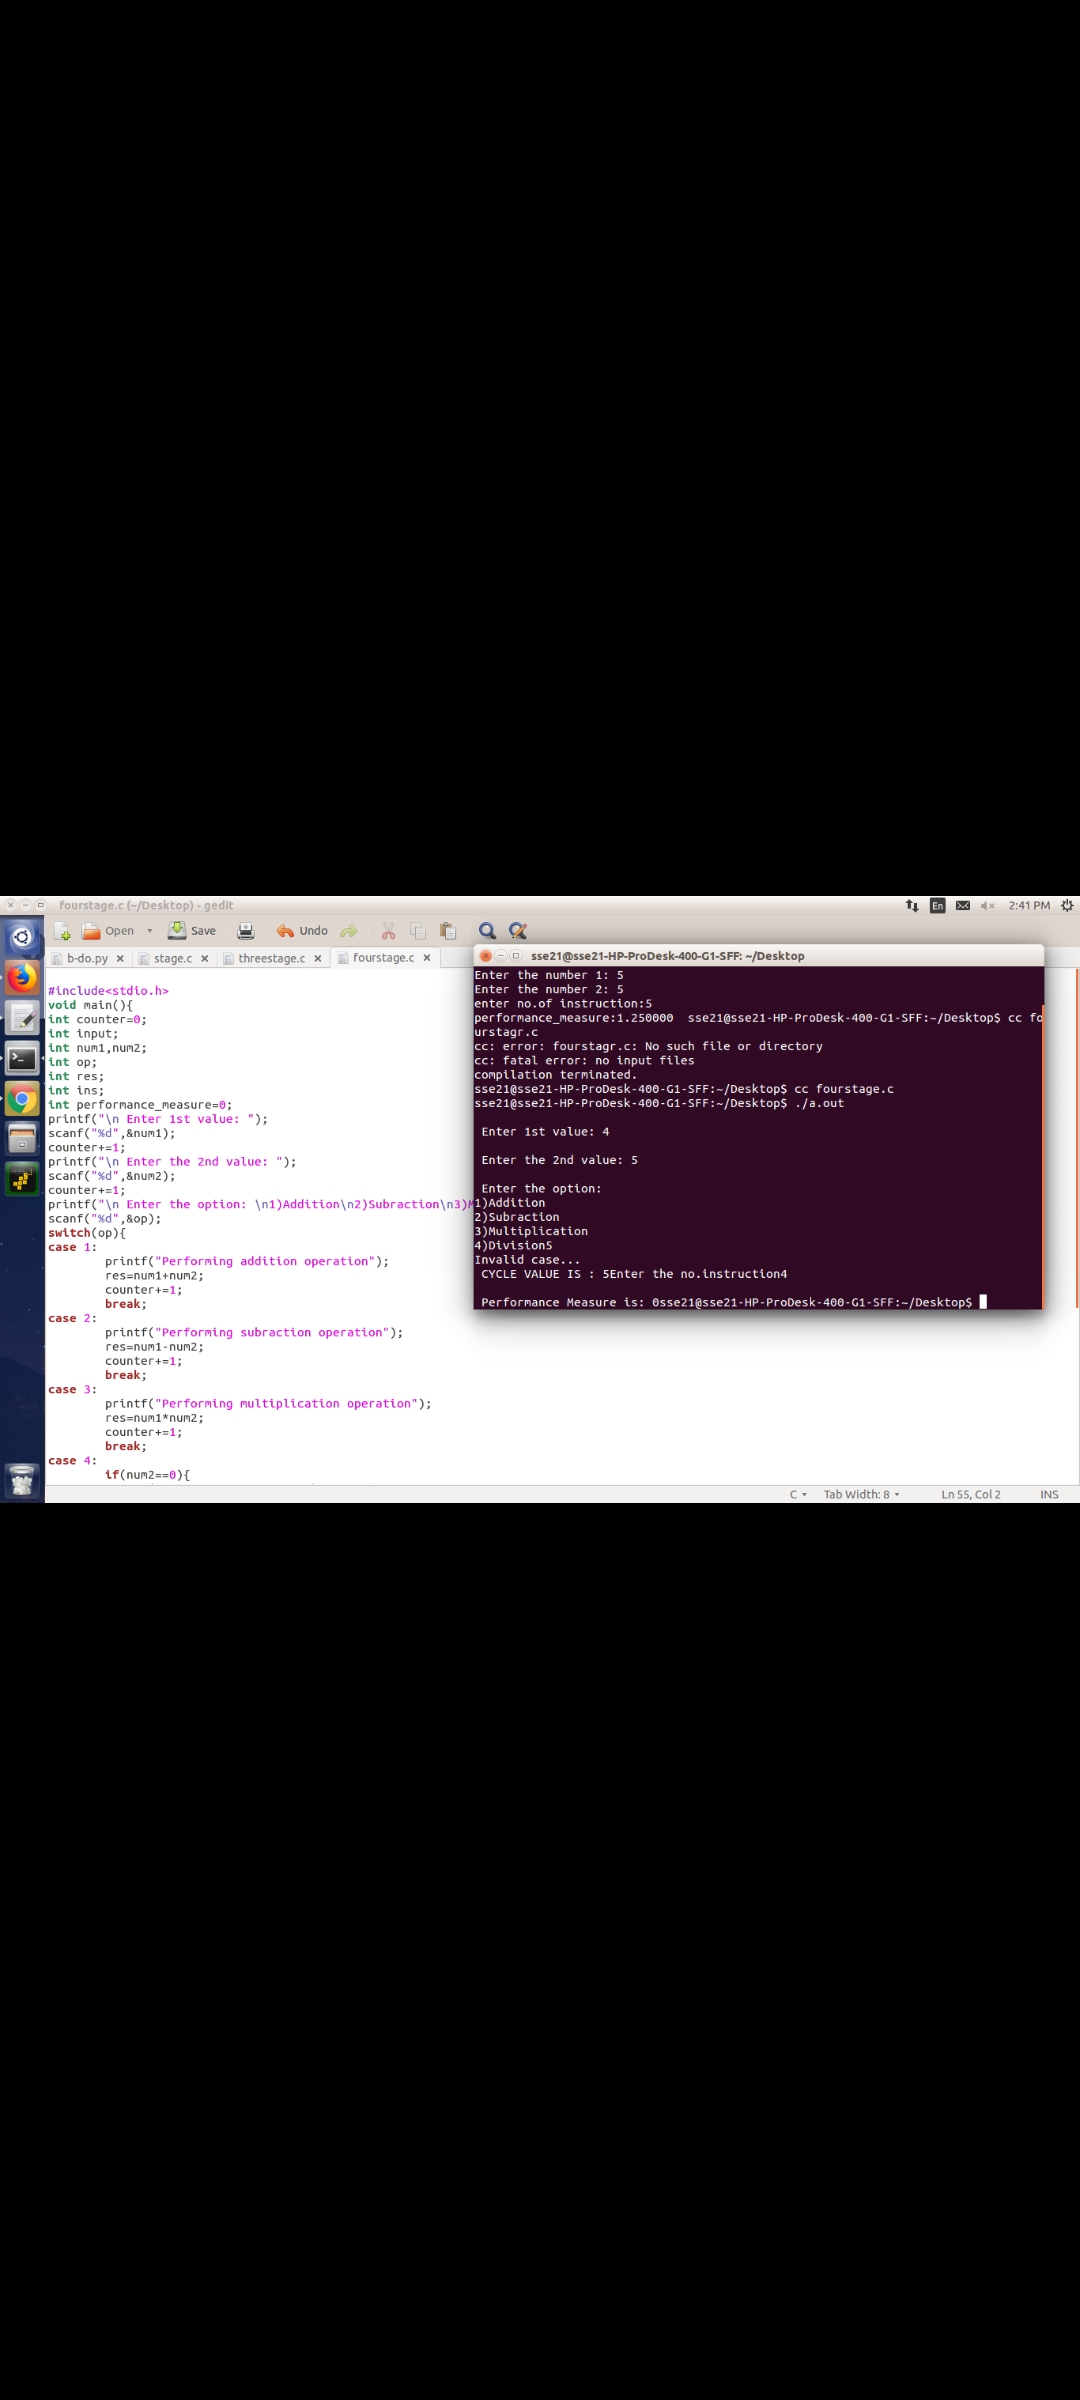 fourstage.c (~/Desktop) - gedit
En
2:41 PM
Open
Save
Undo
b-do.py
stage.c
threestage.c
fourstage.c
#include<stdio.h>
void main(){
int counter=0;
int input;
int num1,num2;
int op;
int res;
int ins;
int performance_measure=0;
printf("\n Enter 1st value: ");
scanf("%d",&num1);
counter+=1;
printf("\n Enter the 2nd value: ");
scanf("%d",&num2);
counter+=1;
printf("\n Enter the option: \n1)Addition\n2)Subraction\n3)M
scanf("%d",&op);
switch(op){
case 1:
printf("Performing addition operation");
res=num1+num2;
counter+=1;
break;
case 2:
printf("Performing subraction operation");
res=num1-num2;
counter+=1;
break;
case 3:
printf("Performing multiplication operation");
res=num1*num2;
counter+=1;
break;
case 4:
if(num2==0){
sse21@sse21-HP-ProDesk-400-G1-SFF: ~/Desktop
Enter the number 1: 5
Enter the number 2: 5
enter no.of instruction:5
performance_measure:1.250000  sse21@sse21-HP-ProDesk-400-G1-SFF:~/Desktop$ cc fo
urstagr.c
cc: error: fourstagr.c: No such file or directory
cc: fatal error: no input files
compilation terminated.
sse21@sse21-HP-ProDesk-400-G1-SFF:~/Desktop$ cc fourstage.c
sse21@sse21-HP-ProDesk-400-G1-SFF:~/Desktop$ ./a.out
Enter 1st value: 4
Enter the 2nd value: 5
Enter the option:
1)Addition
2)Subraction
3)Multiplication
4)Division5
Invalid case...
CYCLE VALUE IS : 5Enter the no.instruction4
Performance Measure is: 0sse21@sse21-HP-ProDesk-400-G1-SFF:~/Desktop$
C
Tab Width: 8
Ln 55, Col 2
INS